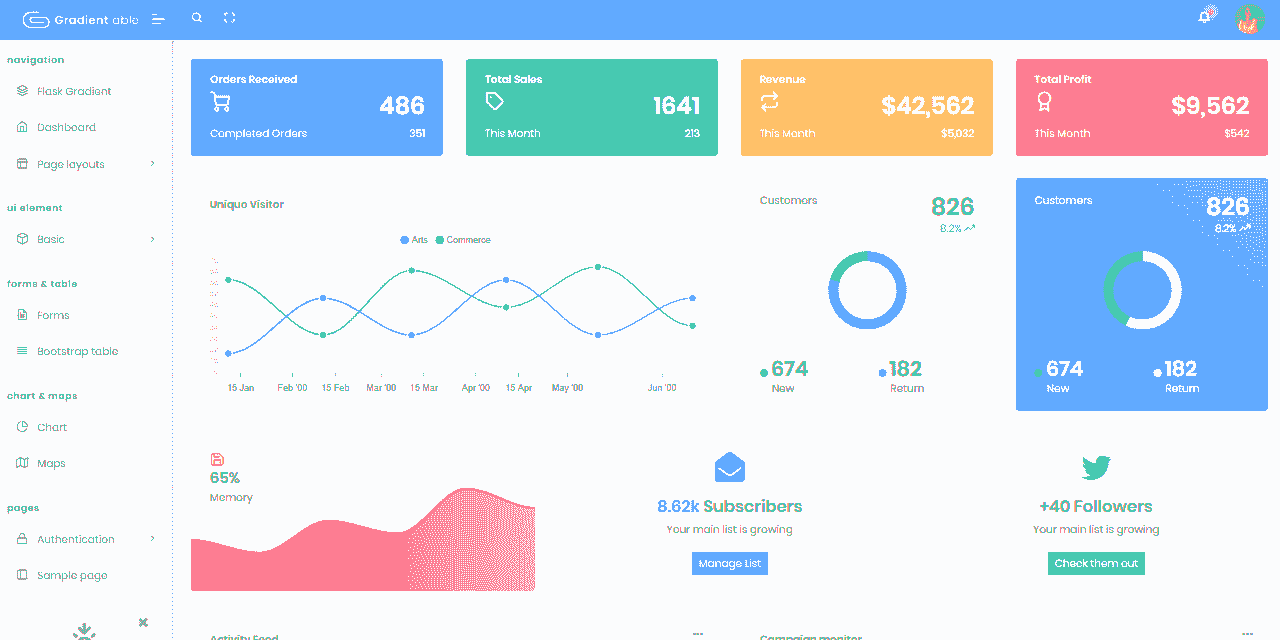 Gradient able
navigation
Flask Gradient
Dashboard
Page layouts
ui element
Basic
forms & table
Forms
Bootstrap table
chart & maps
Chart
Maps
pages
Authentication
Sample page
Orders Received
486
Completed Orders 351
Total Sales
1641
This Month 213
Revenue
$42,562
This Month $5,032
Total Profit
$9,562
This Month $542
Unique Visitor
Arts Commerce
15 Jan Feb '00 15 Feb Mar '00 15 Mar Apr '00 15 Apr May '00 Jun '00
Customers 826
8.2%
674 182
New Return
Customers 826
8.2%
674 182
New Return
65%
Memory
8.62k Subscribers
Your main list is growing
Manage List
+40 Followers
Your main list is growing
Check them out
Activity Feed
Campaign monitor